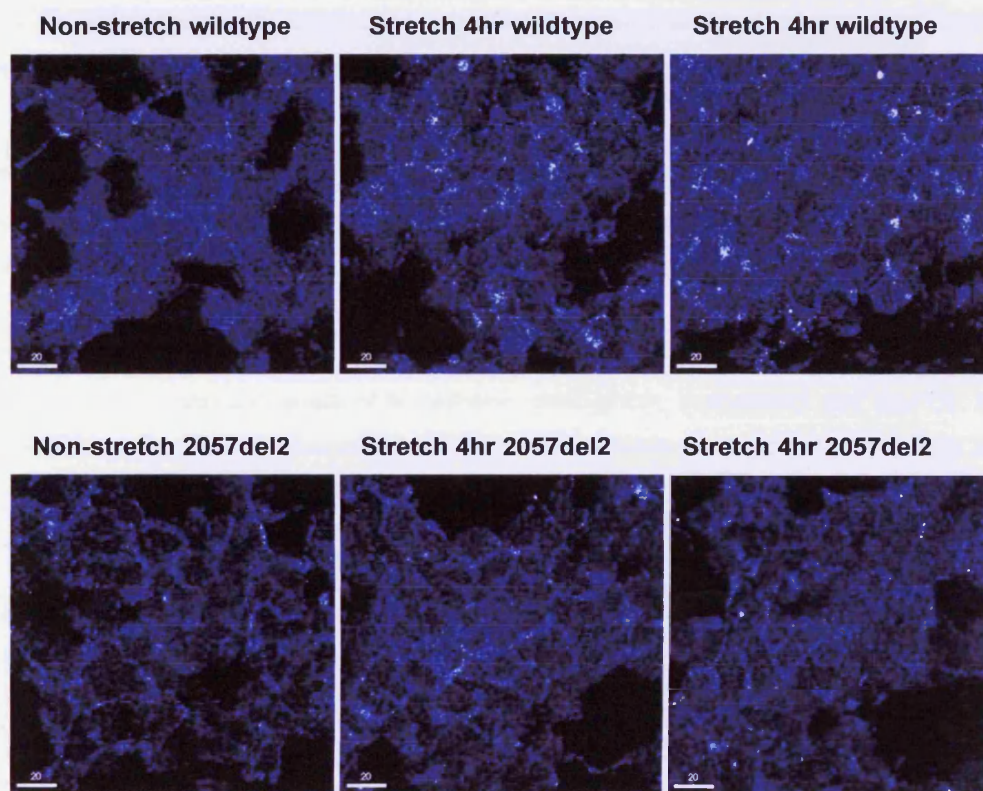 Non-stretch wildtype Stretch 4hr wildtype Stretch 4hr wildtype
20 20 20
Non-stretch 2057del2 Stretch 4hr 2057del2 Stretch 4hr 2057del2
20 20 20